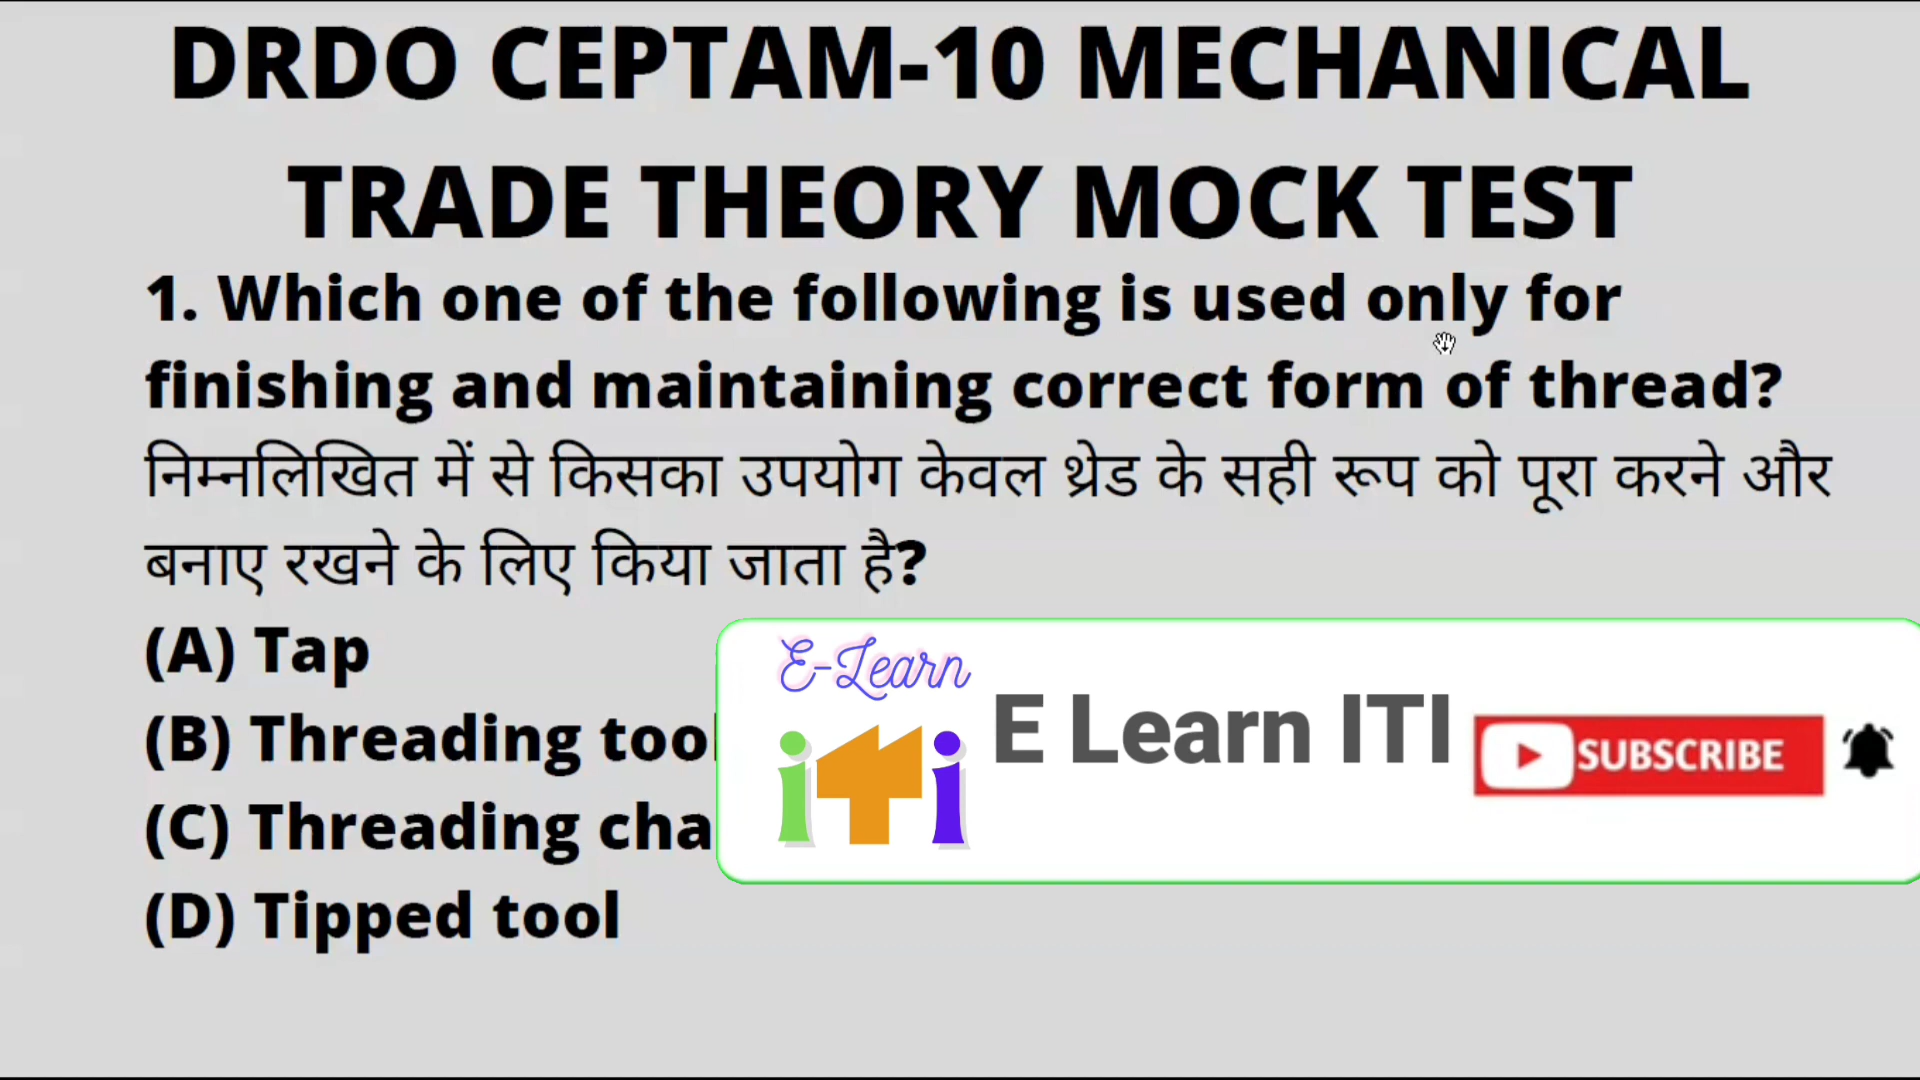 DRDO CEPTAM-10 MECHANICAL
TRADE THEORY MOCK TEST
1. Which one of the following is used only for
finishing and maintaining correct form of thread?
निम्नलिखित में से किसका उपयोग केवल थ्रेड के सही रूप को पूरा करने और
बनाए रखने के लिए किया जाता है?
(A) Tap
(B) Threading tool
(C) Threading cha
(D) Tipped tool
E-Learn
iTi
E Learn ITI
SUBSCRIBE